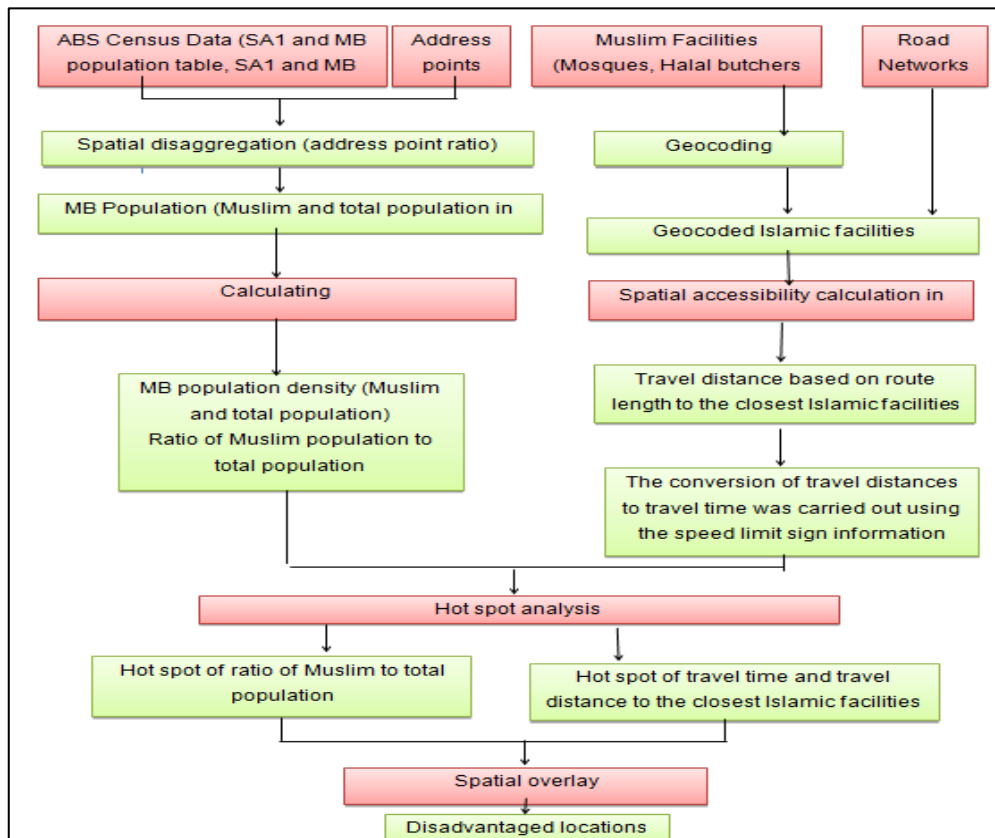 ABS Census Data (SA1 and MB
population table, SA1 and MB
Address
points
Muslim Facilities
(Mosques, Halal butchers
Road
Networks
Spatial disaggregation (address point ratio)
Geocoding
MB Population (Muslim and total population in
Geocoded Islamic facilities
Calculating
Spatial accessibility calculation in
MB population density (Muslim
and total population)
Ratio of Muslim population to
total population
Travel distance based on route
length to the closest Islamic facilities
The conversion of travel distances
to travel time was carried out using
the speed limit sign information
Hot spot analysis
Hot spot of ratio of Muslim to total
population
Hot spot of travel time and travel
distance to the closest Islamic facilities
Spatial overlay
Disadvantaged locations